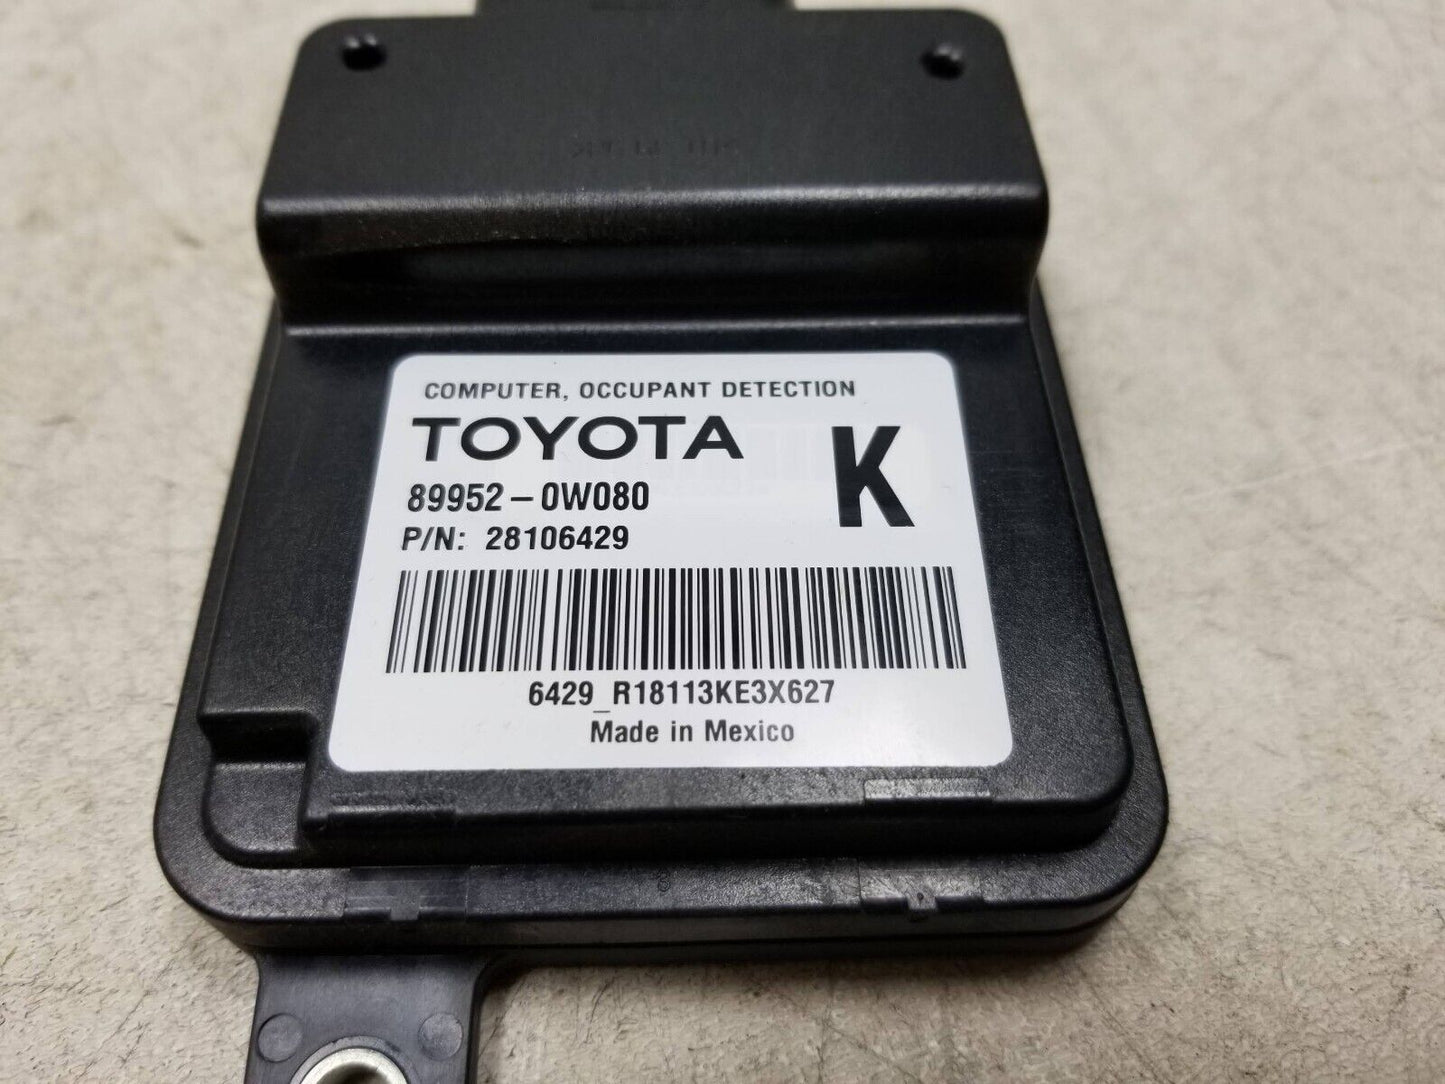 COMPUTER, OCCUPANT DETECTION
TOYOTA
K
89952-0W080
P/N: 28106429
6429_R18113KE3X627
Made in Mexico